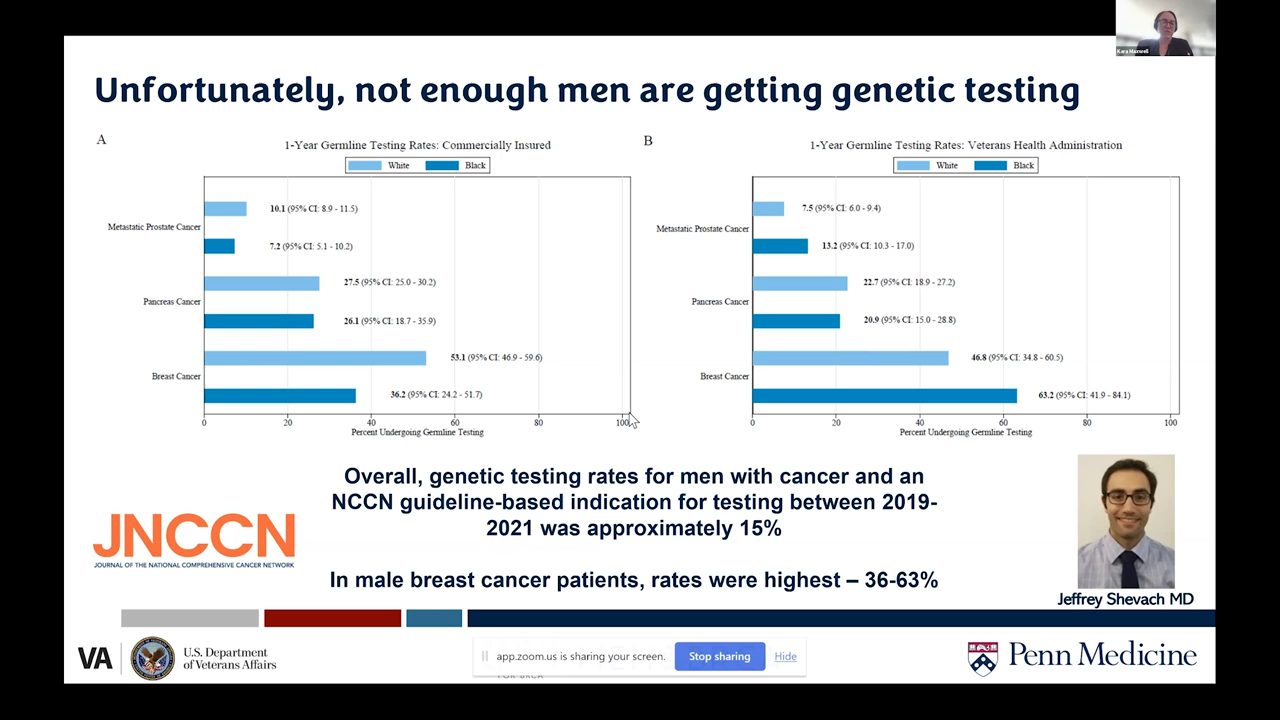 Kara Maxwell
Unfortunately, not enough men are getting genetic testing
A
1-Year Germline Testing Rates: Commercially Insured
White
Black
Metastatic Prostate Cancer
10.1 (95% CI: 8.9 - 11.5)
7.2 (95% CI: 5.1 - 10.2)
Pancreas Cancer
27.5 (95% CI: 25.0 - 30.2)
26.1 (95% CI: 18.7 - 35.9)
Breast Cancer
53.1 (95% CI: 46.9 - 59.6)
36.2 (95% CI: 24.2 - 51.7)
0 20 40 60 80 100
Percent Undergoing Germline Testing
B
1-Year Germline Testing Rates: Veterans Health Administration
White
Black
Metastatic Prostate Cancer
7.5 (95% CI: 6.0 - 9.4)
13.2 (95% CI: 10.3 - 17.0)
Pancreas Cancer
22.7 (95% CI: 18.9 - 27.2)
20.9 (95% CI: 15.0 - 28.8)
Breast Cancer
46.8 (95% CI: 34.8 - 60.5)
63.2 (95% CI: 41.9 - 84.1)
0 20 40 60 80 100
Percent Undergoing Germline Testing
Overall, genetic testing rates for men with cancer and an
NCCN guideline-based indication for testing between 2019-
2021 was approximately 15%
In male breast cancer patients, rates were highest – 36-63%
JNCCN
JOURNAL OF THE NATIONAL COMPREHENSIVE CANCER NETWORK
Jeffrey Shevach MD
VA
U.S. Department
of Veterans Affairs
app.zoom.us is sharing your screen.
Stop sharing
Hide
Penn Medicine